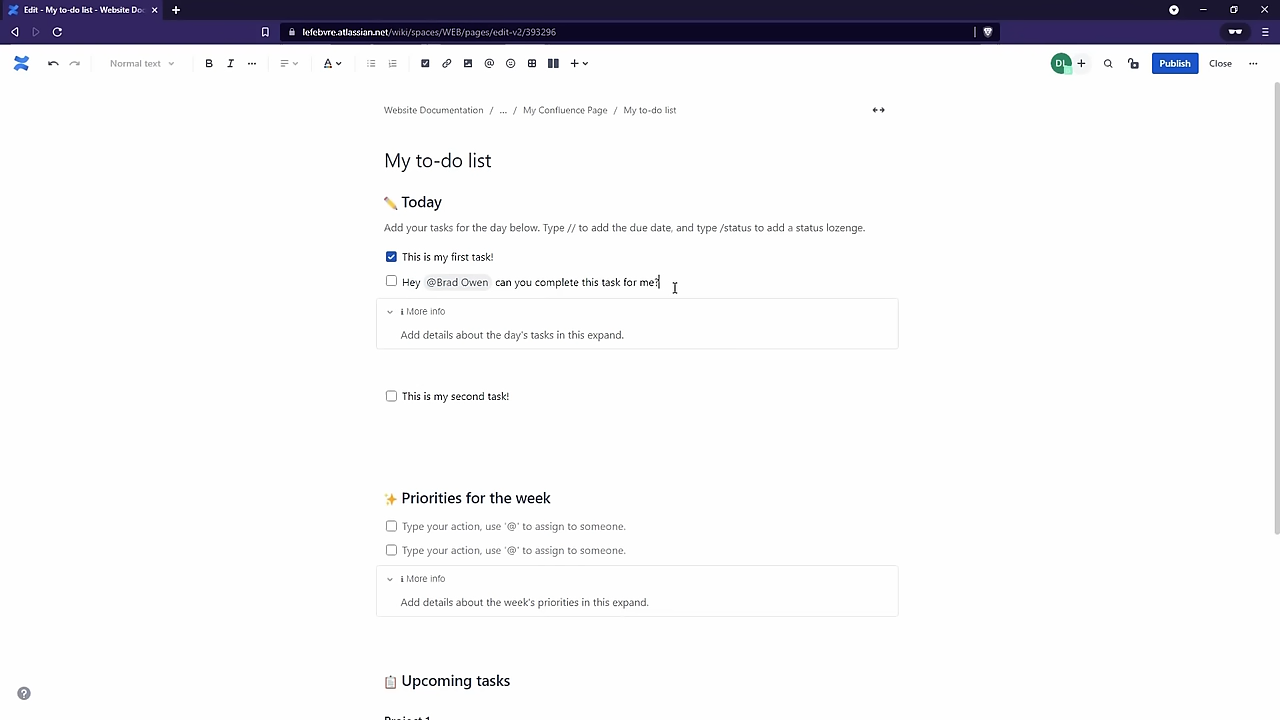 Edit - My to-do list - Website Do
lefebvre.atlassian.net/wiki/spaces/WEB/pages/edit-v2/393296
Normal text
B
I
A
DL
Publish
Close
Website Documentation / ... / My Confluence Page / My to-do list
My to-do list
Today
Add your tasks for the day below. Type // to add the due date, and type /status to add a status lozenge.
This is my first task!
Hey @Brad Owen can you complete this task for me?
ℹ More info
Add details about the day's tasks in this expand.
This is my second task!
Priorities for the week
Type your action, use '@' to assign to someone.
Type your action, use '@' to assign to someone.
ℹ More info
Add details about the week's priorities in this expand.
Upcoming tasks
Project 1